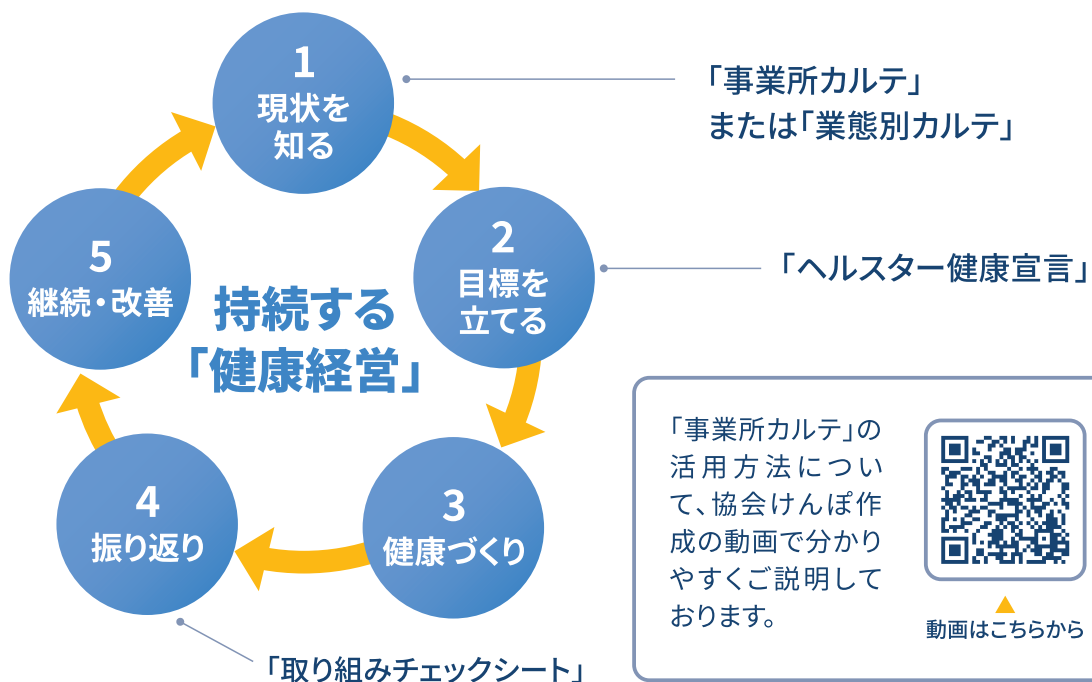 1
現状を
知る
「事業所カルテ」
または「業態別カルテ」
2
目標を
立てる
「ヘルスター健康宣言」
3
健康づくり
4
振り返り
「取り組みチェックシート」
5
継続・改善
持続する
「健康経営」
「事業所カルテ」の
活用方法につい
て、協会けんぽ作
成の動画で分かり
やすくご説明して
おります。
動画はこちらから